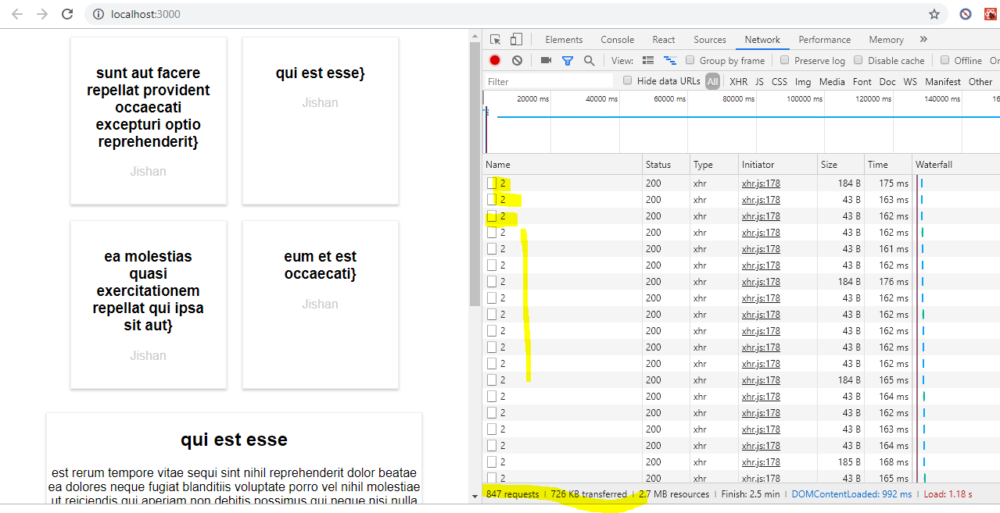 localhost:3000
sunt aut facere
repellat provident
occaecati
excepturi optio
reprehenderit}
Jishan
qui est esse}
Jishan
ea molestias
quasi
exercitationem
repellat qui ipsa
sit aut}
Jishan
eum et est
occaecati}
Jishan
qui est esse
est rerum tempore vitae sequi sint nihil reprehenderit dolor beatae
ea dolores neque fugiat blanditiis voluptate porro vel nihil molestiae
ut reiciendis qui aperiam non debitis possimus qui neque nisi nulla
Elements Console React Sources Network Performance Memory »
View: Group by frame Preserve log Disable cache Offline Or
Filter Hide data URLs All XHR JS CSS Img Media Font Doc WS Manifest Other
20000 ms 40000 ms 60000 ms 80000 ms 100000 ms 120000 ms 140000 ms 16
Name Status Type Initiator Size Time Waterfall
2 200 xhr xhr.js:178 184 B 175 ms
2 200 xhr xhr.js:178 43 B 163 ms
2 200 xhr xhr.js:178 43 B 162 ms
2 200 xhr xhr.js:178 43 B 162 ms
2 200 xhr xhr.js:178 43 B 161 ms
2 200 xhr xhr.js:178 43 B 162 ms
2 200 xhr xhr.js:178 184 B 176 ms
2 200 xhr xhr.js:178 43 B 162 ms
2 200 xhr xhr.js:178 43 B 162 ms
2 200 xhr xhr.js:178 43 B 162 ms
2 200 xhr xhr.js:178 43 B 162 ms
2 200 xhr xhr.js:178 43 B 162 ms
2 200 xhr xhr.js:178 184 B 165 ms
2 200 xhr xhr.js:178 43 B 164 ms
2 200 xhr xhr.js:178 43 B 162 ms
2 200 xhr xhr.js:178 43 B 163 ms
2 200 xhr xhr.js:178 43 B 164 ms
2 200 xhr xhr.js:178 185 B 168 ms
2 200 xhr xhr.js:178 43 B 165 ms
847 requests 726 KB transferred 2.7 MB resources Finish: 2.5 min DOMContentLoaded: 992 ms Load: 1.18 s